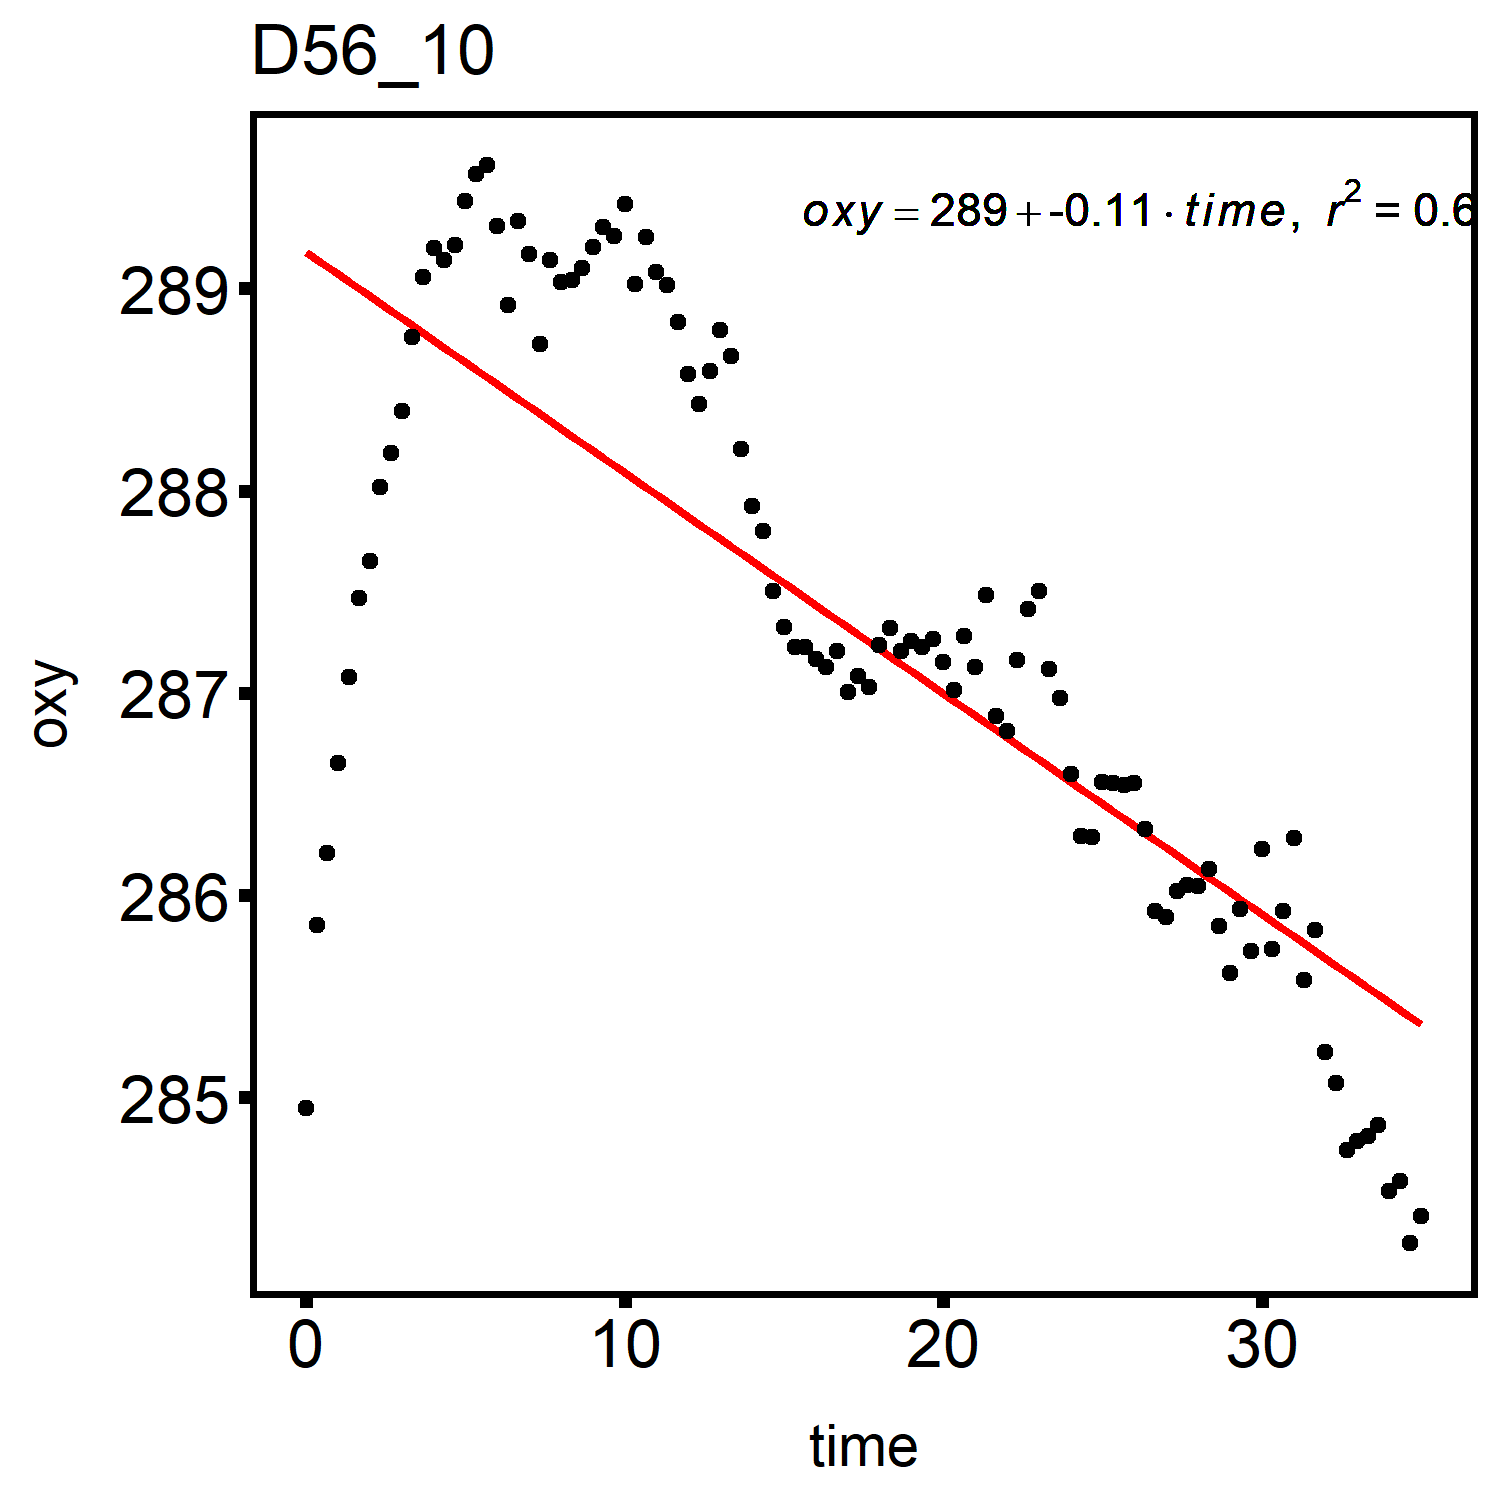 D56_10
oxy = 289 + -0.11 · time, r² = 0.6
289
288
287
286
285
oxy
0 10 20 30
time